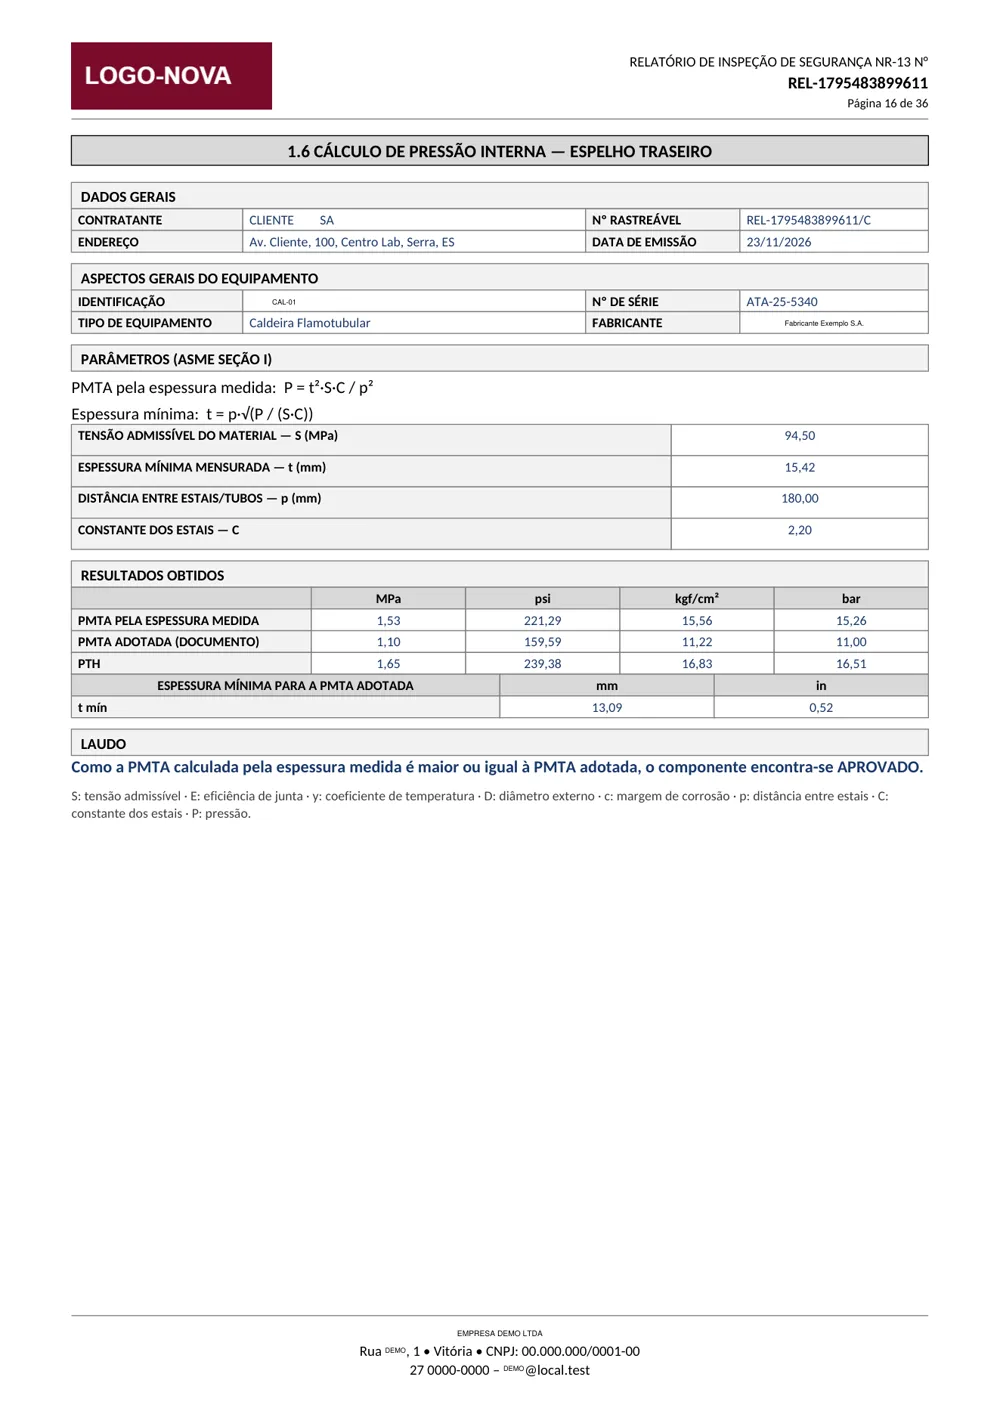 LOGO-NOVA
RELATÓRIO DE INSPEÇÃO DE SEGURANÇA NR-13 Nº
REL-1795483899611
Página 16 de 36
1.6 CÁLCULO DE PRESSÃO INTERNA — ESPELHO TRASEIRO
DADOS GERAIS
CONTRATANTE CLIENTE SA Nº RASTREÁVEL REL-1795483899611/C
ENDEREÇO Av. Cliente, 100, Centro Lab, Serra, ES DATA DE EMISSÃO 23/11/2026
ASPECTOS GERAIS DO EQUIPAMENTO
IDENTIFICAÇÃO CAL-01 Nº DE SÉRIE ATA-25-5340
TIPO DE EQUIPAMENTO Caldeira Flamotubular FABRICANTE Fabricante Exemplo S.A.
PARÂMETROS (ASME SEÇÃO I)
PMTA pela espessura medida: P = t²·S·C / p²
Espessura mínima: t = p·√(P / (S·C))
TENSÃO ADMISSÍVEL DO MATERIAL — S (MPa) 94,50
ESPESSURA MÍNIMA MENSURADA — t (mm) 15,42
DISTÂNCIA ENTRE ESTAIS/TUBOS — p (mm) 180,00
CONSTANTE DOS ESTAIS — C 2,20
RESULTADOS OBTIDOS
MPa psi kgf/cm² bar
PMTA PELA ESPESSURA MEDIDA 1,53 221,29 15,56 15,26
PMTA ADOTADA (DOCUMENTO) 1,10 159,59 11,22 11,00
PTH 1,65 239,38 16,83 16,51
ESPESSURA MÍNIMA PARA A PMTA ADOTADA mm in
t mín 13,09 0,52
LAUDO
Como a PMTA calculada pela espessura medida é maior ou igual à PMTA adotada, o componente encontra-se APROVADO.
S: tensão admissível · E: eficiência de junta · y: coeficiente de temperatura · D: diâmetro externo · c: margem de corrosão · p: distância entre estais · C:
constante dos estais · P: pressão.
EMPRESA DEMO LTDA
Rua DEMO, 1 • Vitória • CNPJ: 00.000.000/0001-00
27 0000-0000 – DEMO@local.test